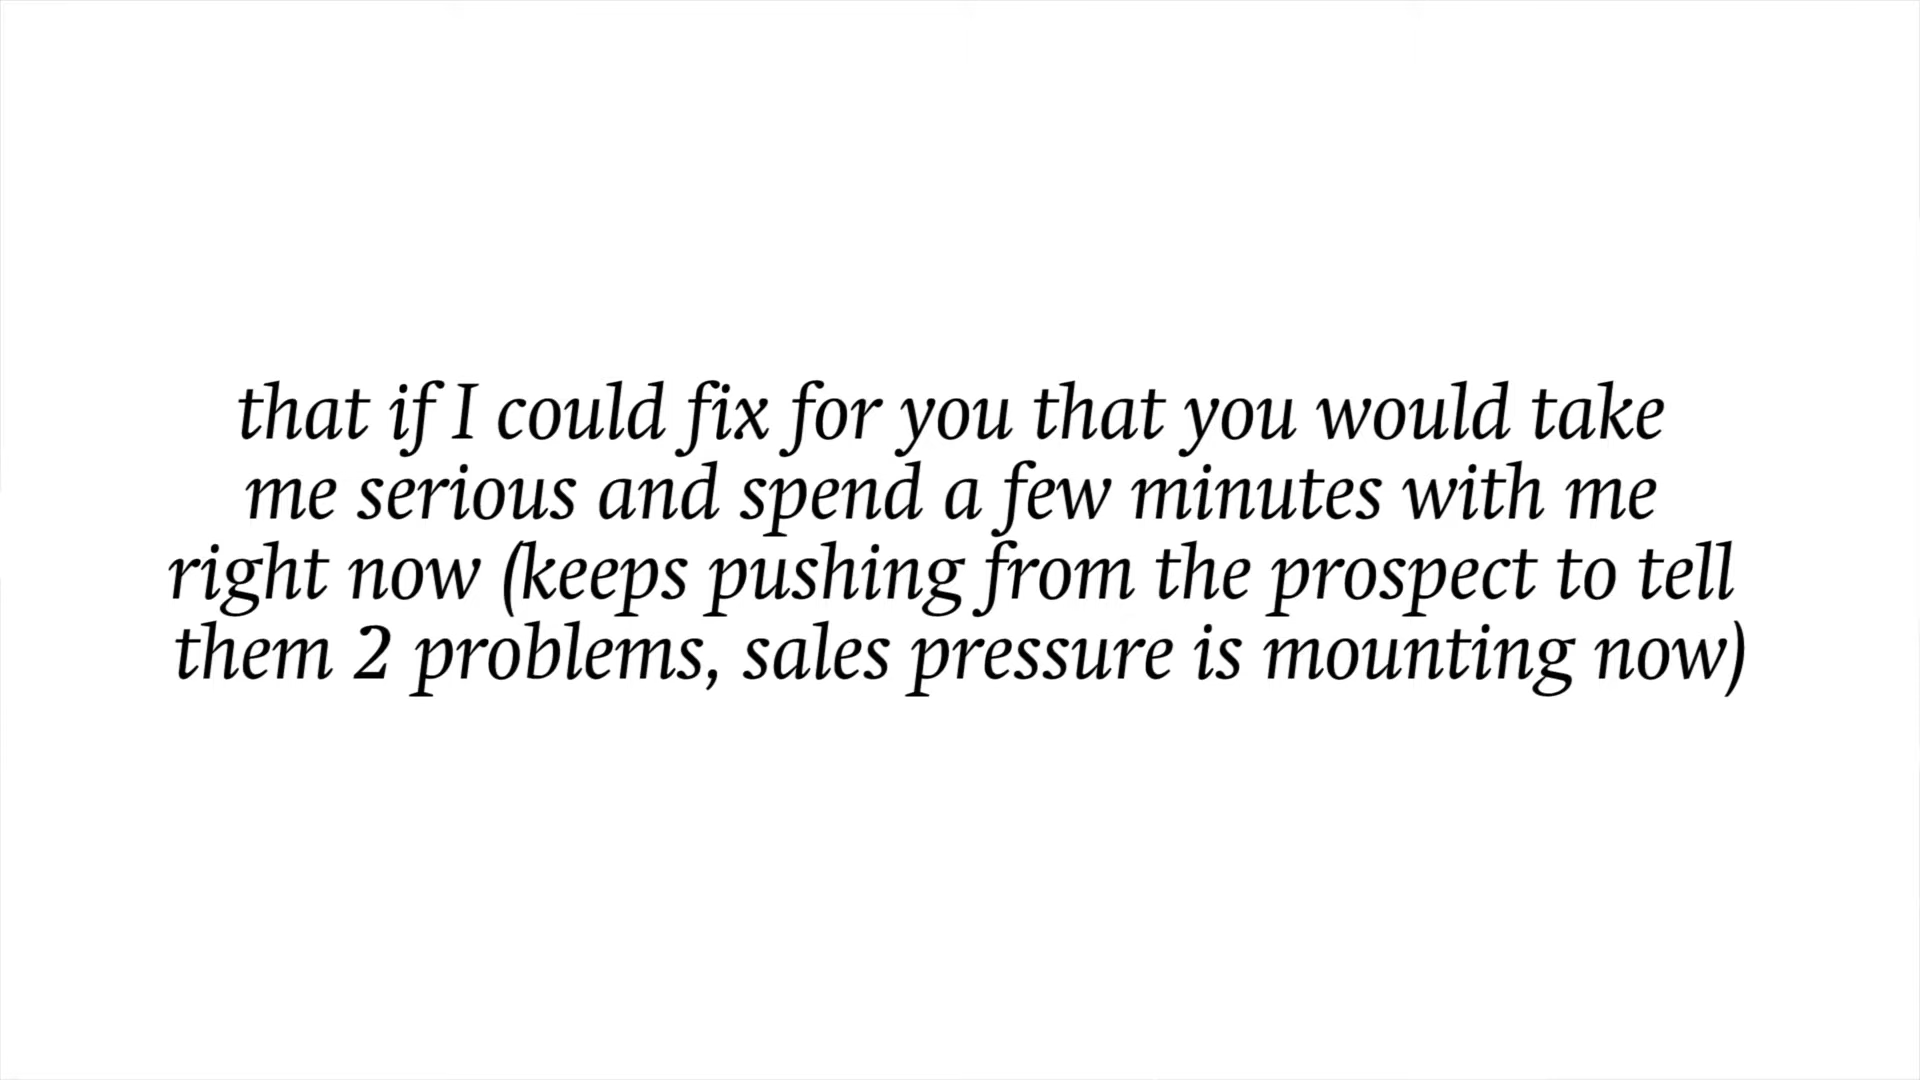 that if I could fix for you that you would take
me serious and spend a few minutes with me
right now (keeps pushing from the prospect to tell
them 2 problems, sales pressure is mounting now)